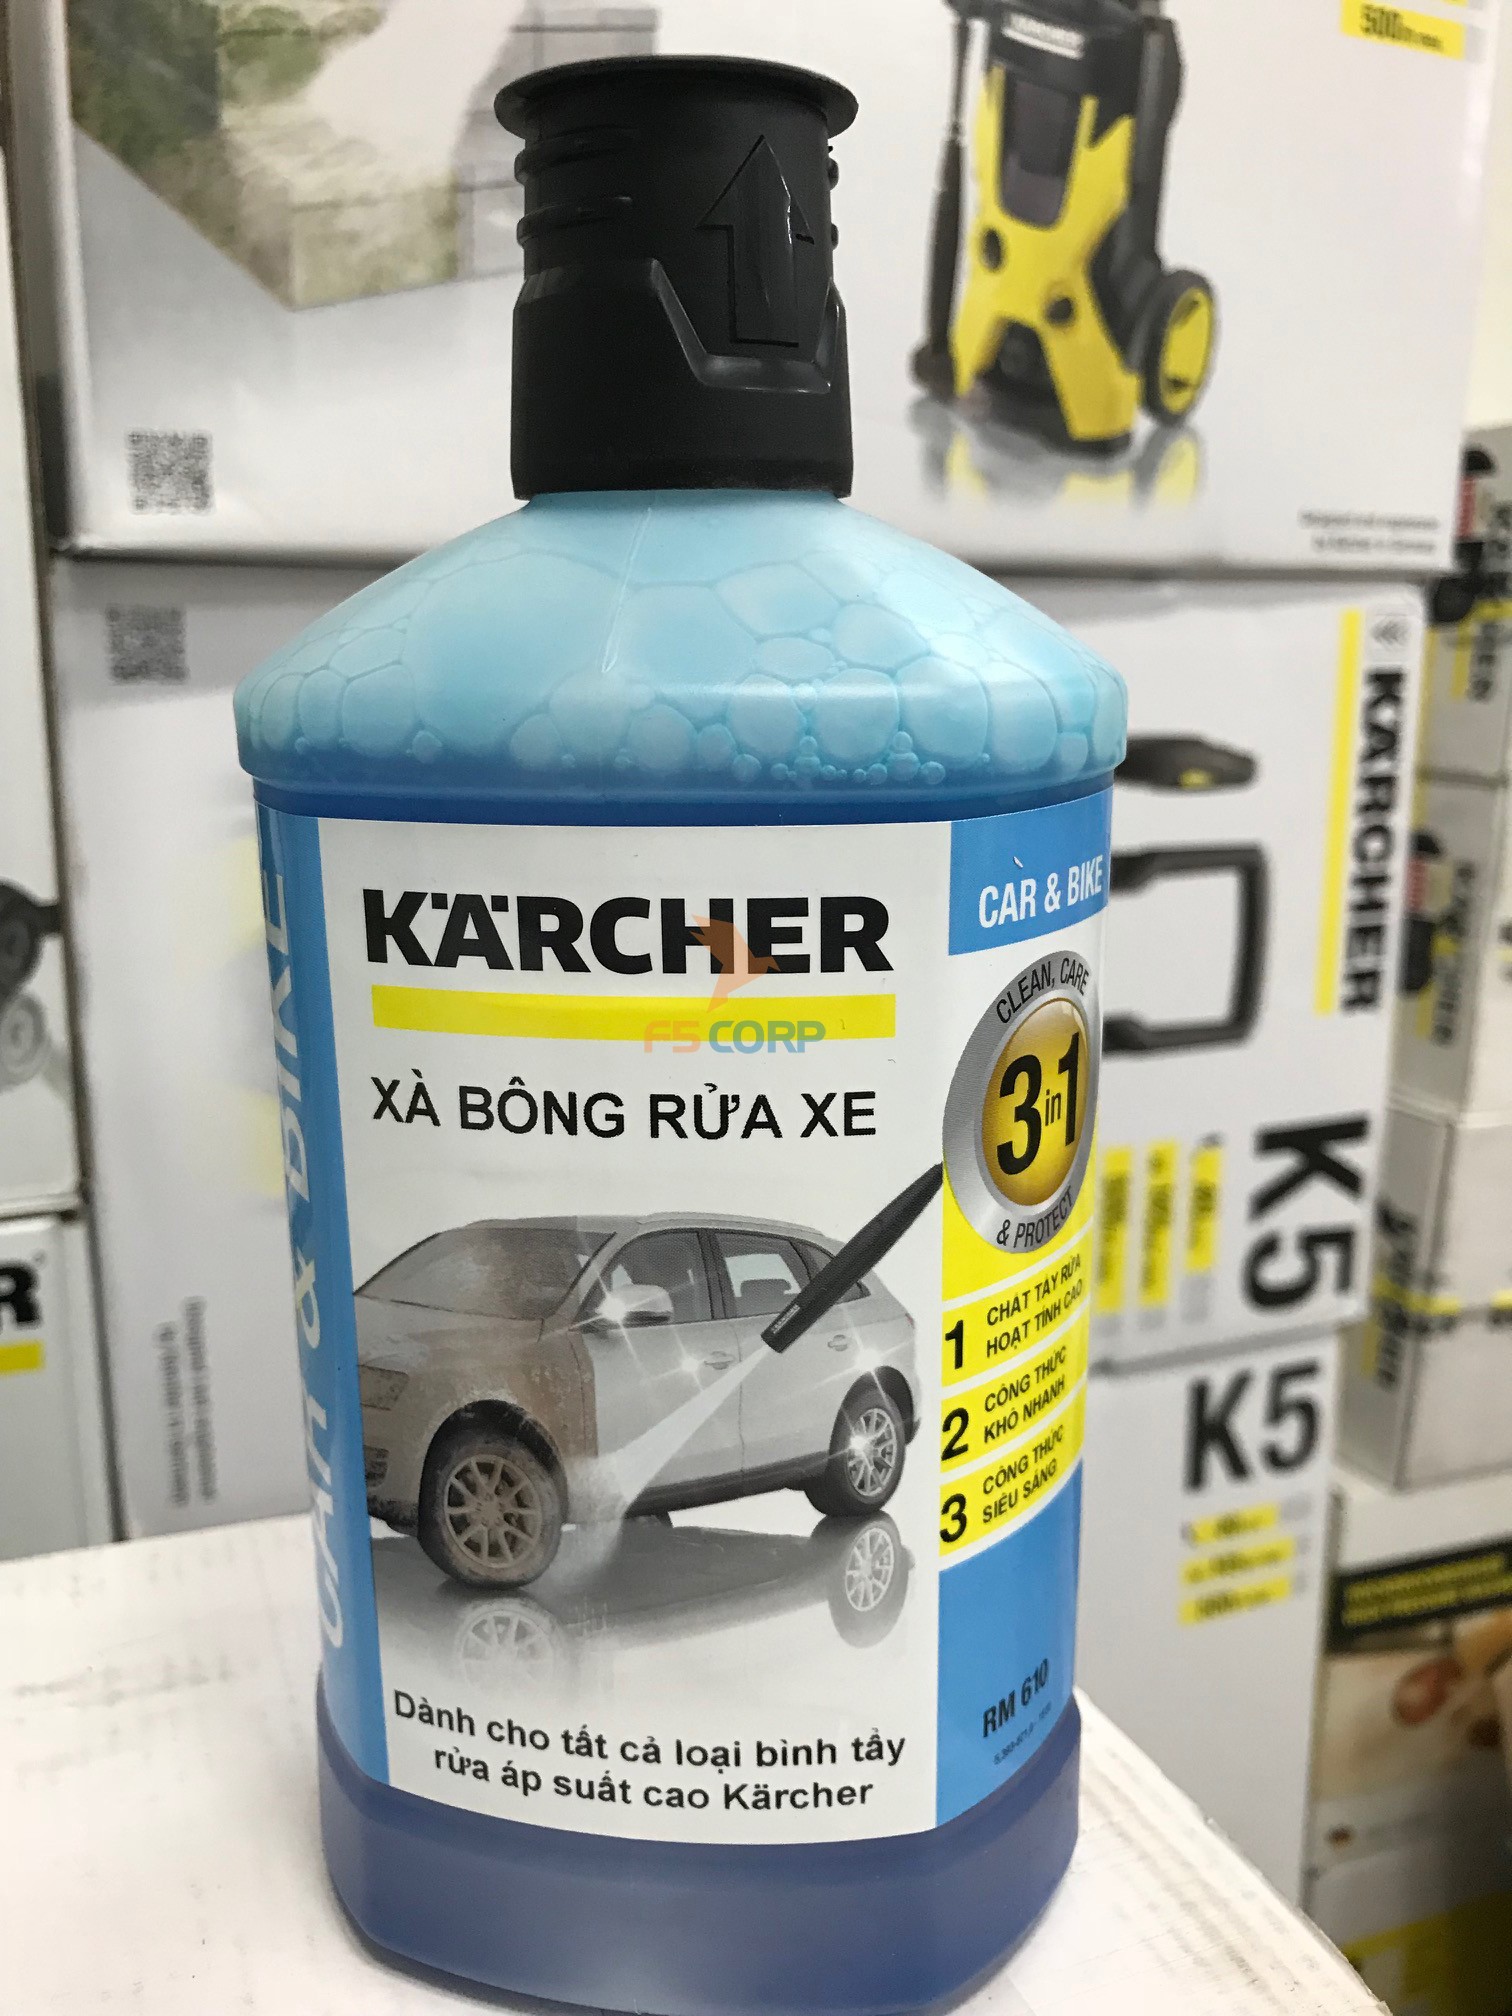 KÄRCHER
F5 CORP
XÀ BÔNG RỬA XE
Dành cho tất cả loại bình tẩy
rửa áp suất cao Kärcher
CAR & BIKE
CLEAN, CARE
3in1
& PROTECT
1 CHẤT TẨY RỬA
HOẠT TÍNH CAO
2 CÔNG THỨC
KHÔ NHANH
3 CÔNG THỨC
SIÊU SÁNG
RM 610
CAR & BIKE
KÄRCHER
K5
K5
500
R